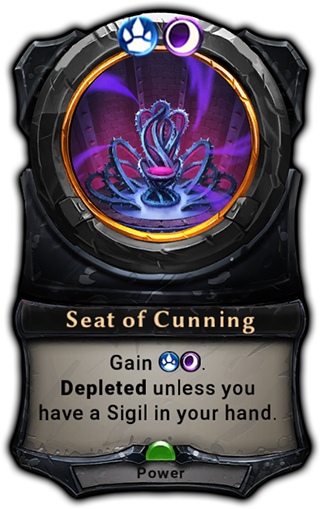 Seat of Cunning
Gain .
Depleted unless you
have a Sigil in your hand.
Power